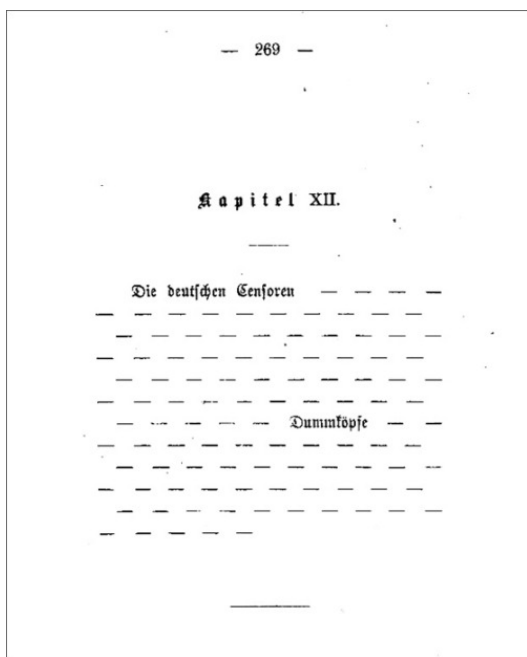 — 269 —
Kapitel XII.
Die deutschen Censoren — — — —
— — — — — — — — — —
— — — — — — — — —
— — — — — — — — — —
— — — — — — — — —
— — — — — — — — — —
— — — — — Dummköpfe — —
— — — — — — — — — —
— — — — — — — — —
— — — — — — — — — —
— — — — — — — — —
— — — — —